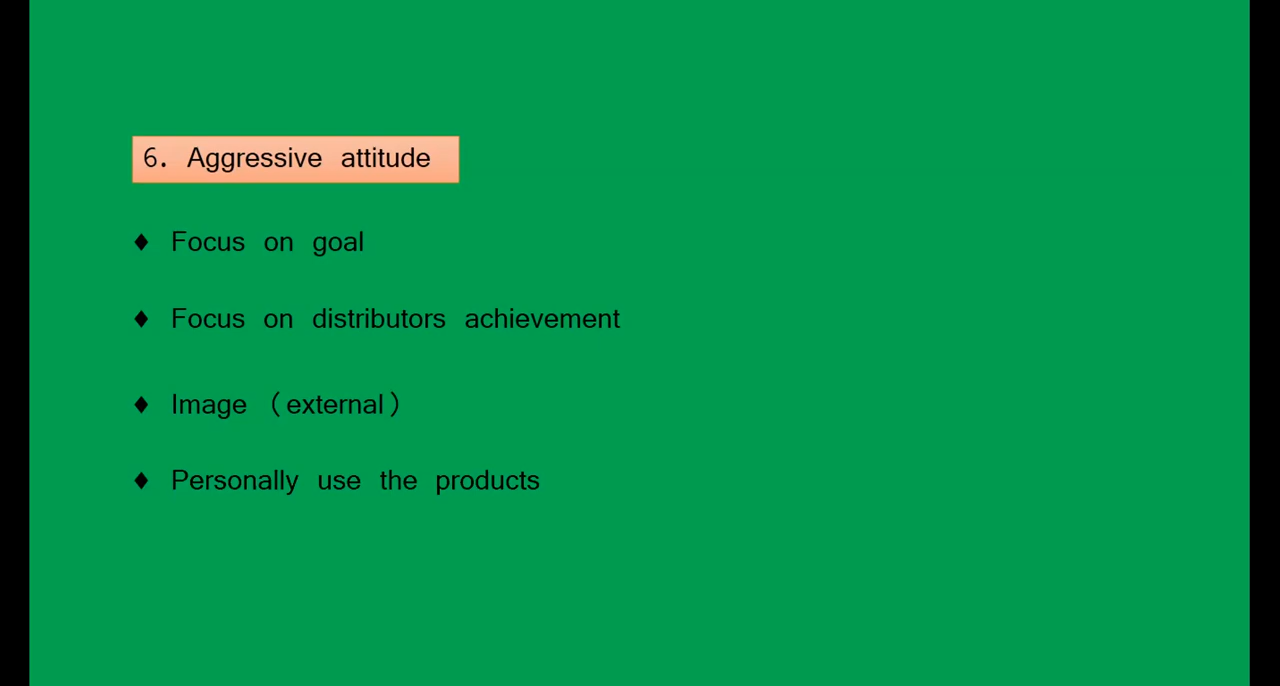 6. Aggressive attitude
♦ Focus on goal
♦ Focus on distributors achievement
♦ Image （external）
♦ Personally use the products